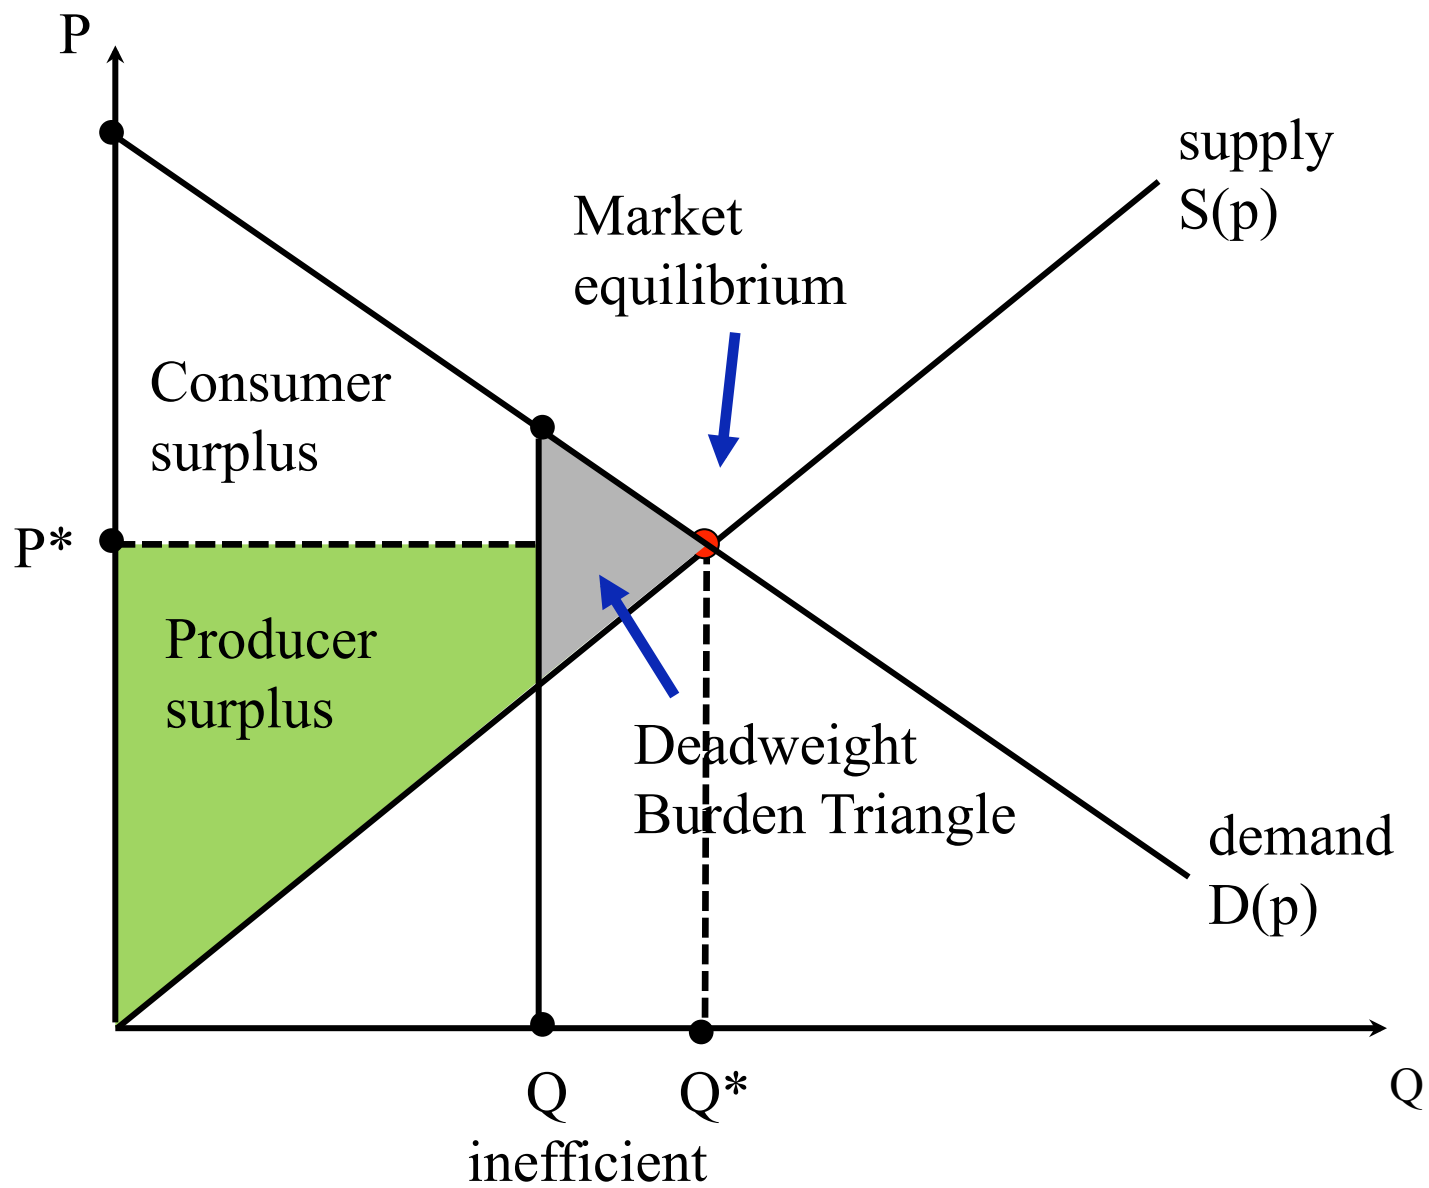 P
supply
S(p)
Market
equilibrium
Consumer
surplus
P*
Producer
surplus
Deadweight
Burden Triangle
demand
D(p)
Q
Q*
Q
inefficient